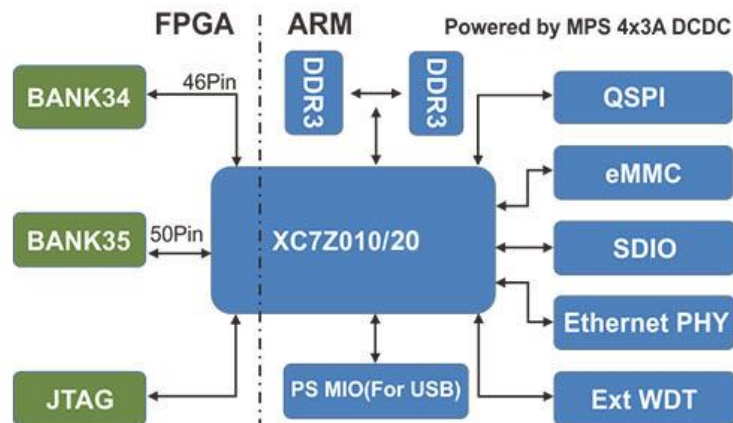 FPGA
ARM
Powered by MPS 4x3A DCDC
BANK34
46Pin
DDR3
DDR3
QSPI
eMMC
BANK35
50Pin
XC7Z010/20
SDIO
Ethernet PHY
JTAG
PS MIO(For USB)
Ext WDT